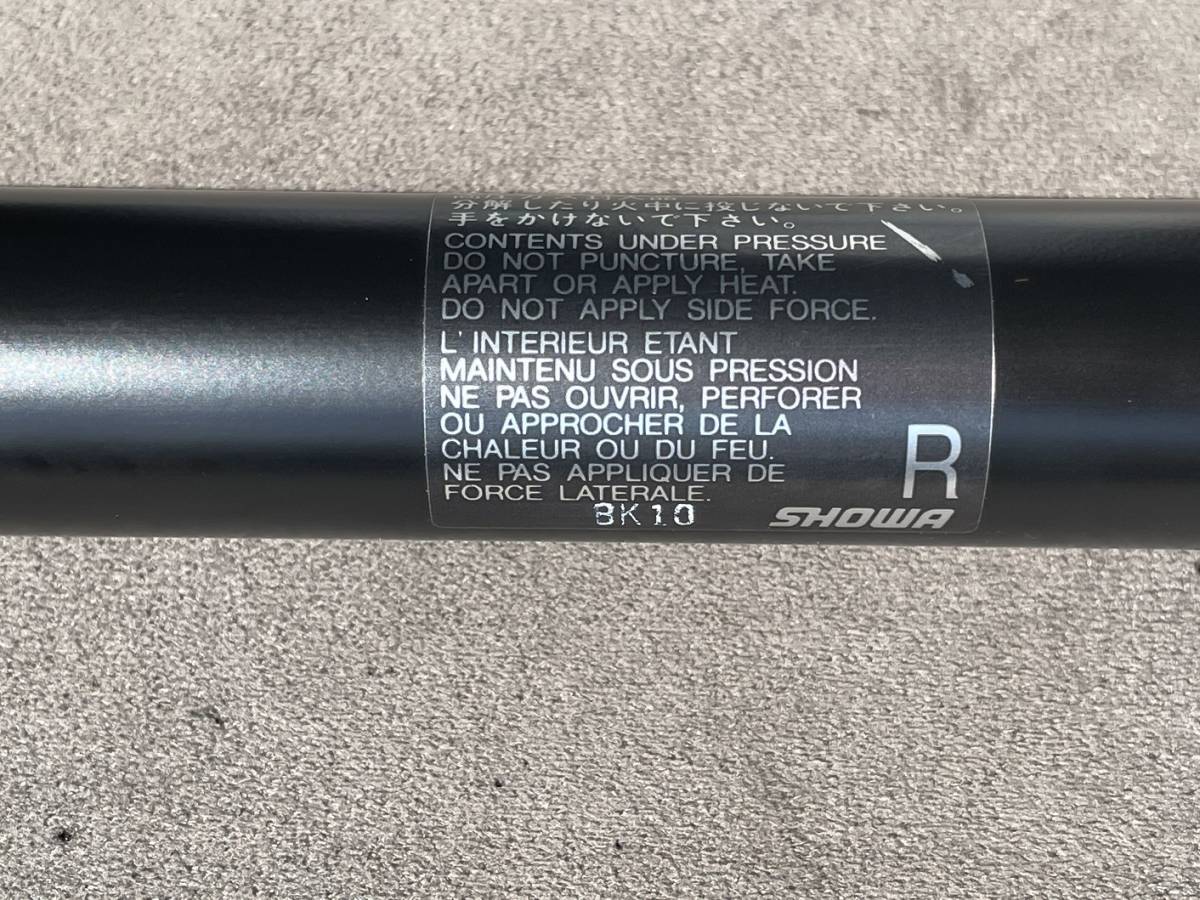 分解したり火中に投じないで下さい。
手をかけないで下さい。
CONTENTS UNDER PRESSURE
DO NOT PUNCTURE, TAKE
APART OR APPLY HEAT.
DO NOT APPLY SIDE FORCE.
L'INTERIEUR ETANT
MAINTENU SOUS PRESSION
NE PAS OUVRIR, PERFORER
OU APPROCHER DE LA
CHALEUR OU DU FEU.
NE PAS APPLIQUER DE
FORCE LATERALE.
8K10
R
SHOWA